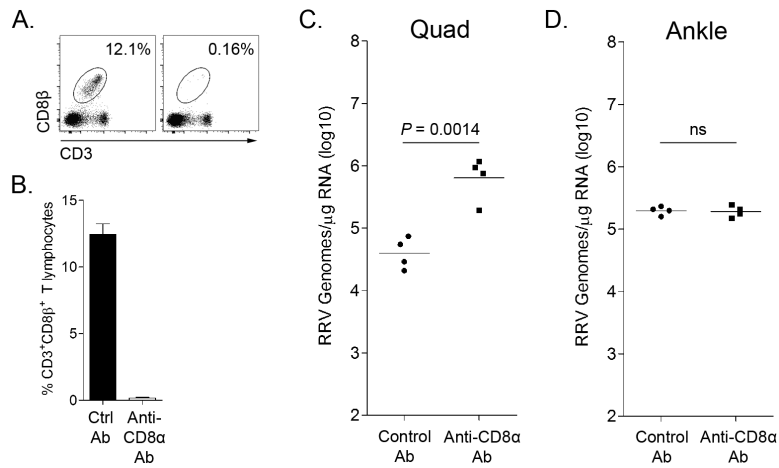 A.
12.1%
0.16%
CD8β
CD3
B.
% CD3+CD8β+ T lymphocytes
15
10
5
0
Ctrl
Ab
Anti-
CD8α
Ab
C.
Quad
RRV Genomes/μg RNA (log10)
8
7
6
5
4
3
2
P = 0.0014
Control
Ab
Anti-CD8α
Ab
D.
Ankle
RRV Genomes/μg RNA (log10)
8
7
6
5
4
3
2
ns
Control
Ab
Anti-CD8α
Ab